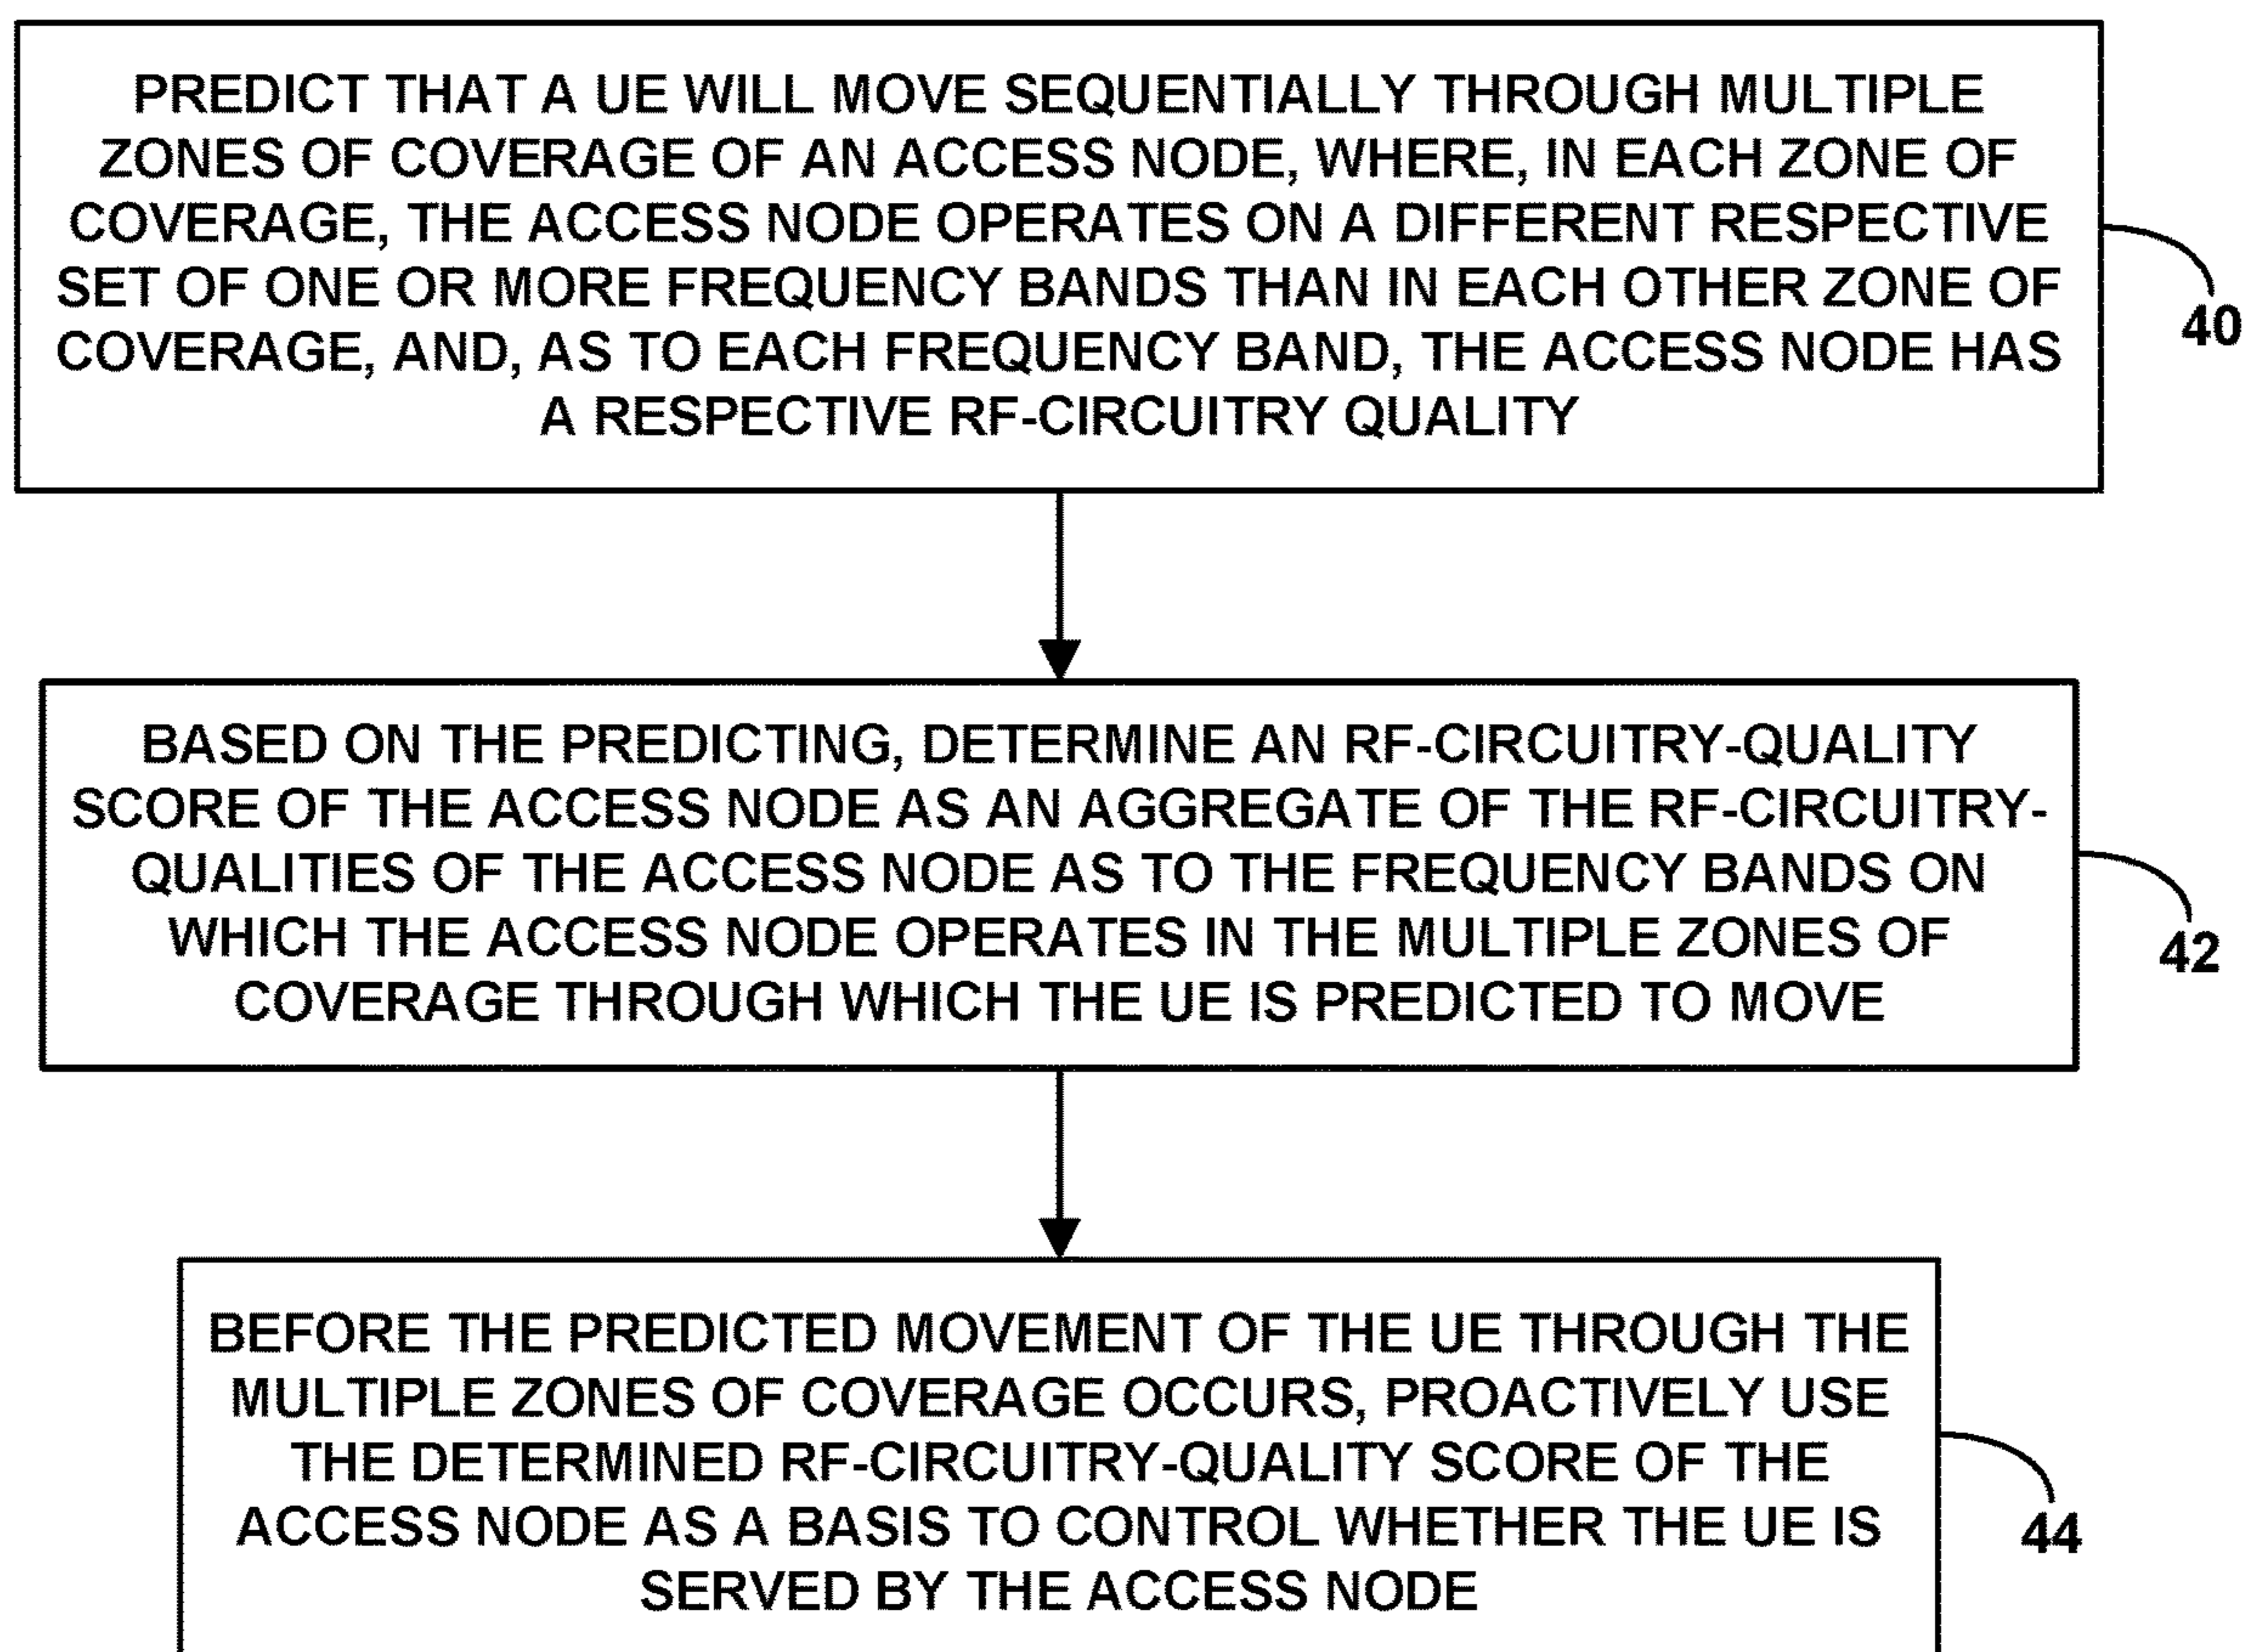 PREDICT THAT A UE WILL MOVE SEQUENTIALLY THROUGH MULTIPLE
ZONES OF COVERAGE OF AN ACCESS NODE, WHERE, IN EACH ZONE OF
COVERAGE, THE ACCESS NODE OPERATES ON A DIFFERENT RESPECTIVE
SET OF ONE OR MORE FREQUENCY BANDS THAN IN EACH OTHER ZONE OF
COVERAGE, AND, AS TO EACH FREQUENCY BAND, THE ACCESS NODE HAS
A RESPECTIVE RF-CIRCUITRY QUALITY
40
BASED ON THE PREDICTING, DETERMINE AN RF-CIRCUITRY-QUALITY
SCORE OF THE ACCESS NODE AS AN AGGREGATE OF THE RF-CIRCUITRY-
QUALITIES OF THE ACCESS NODE AS TO THE FREQUENCY BANDS ON
WHICH THE ACCESS NODE OPERATES IN THE MULTIPLE ZONES OF
COVERAGE THROUGH WHICH THE UE IS PREDICTED TO MOVE
42
BEFORE THE PREDICTED MOVEMENT OF THE UE THROUGH THE
MULTIPLE ZONES OF COVERAGE OCCURS, PROACTIVELY USE
THE DETERMINED RF-CIRCUITRY-QUALITY SCORE OF THE
ACCESS NODE AS A BASIS TO CONTROL WHETHER THE UE IS
SERVED BY THE ACCESS NODE
44